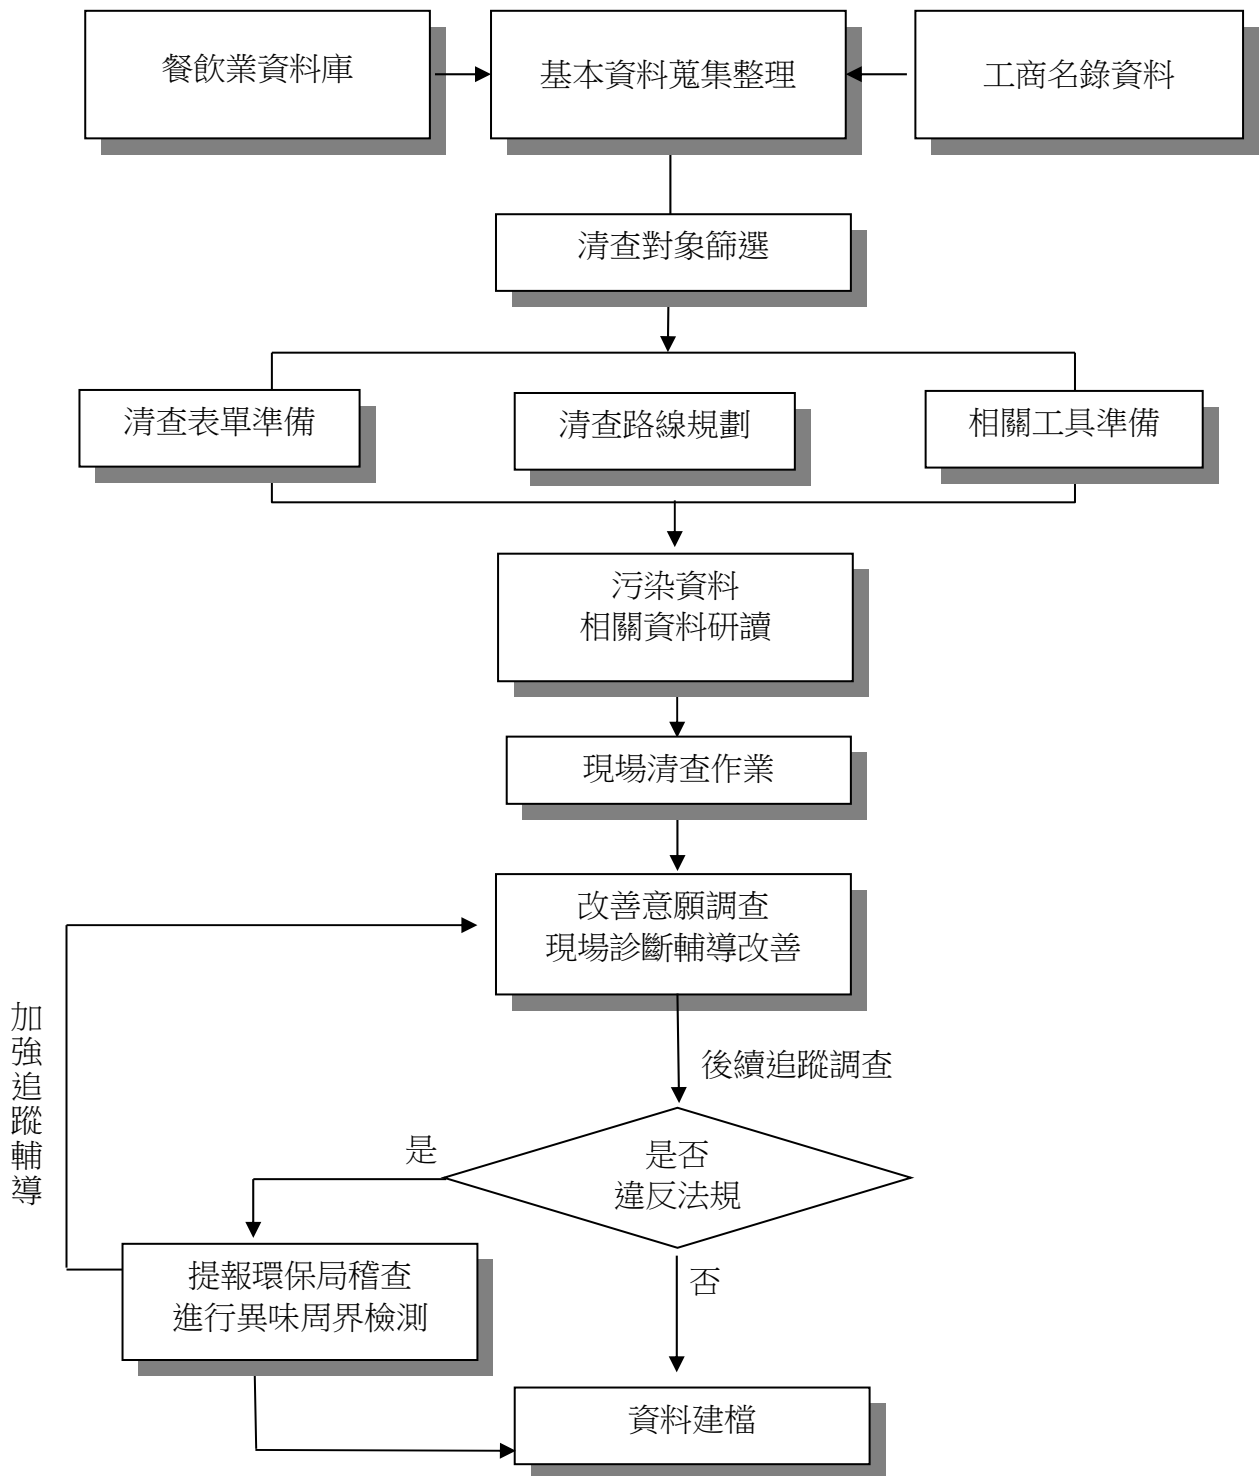 餐飲業資料庫
基本資料蒐集整理
工商名錄資料
清查對象篩選
清查表單準備
清查路線規劃
相關工具準備
污染資料
相關資料研讀
現場清查作業
改善意願調查
現場診斷輔導改善
加強追蹤輔導
後續追蹤調查
是
是否
違反法規
提報環保局稽查
進行異味周界檢測
否
資料建檔